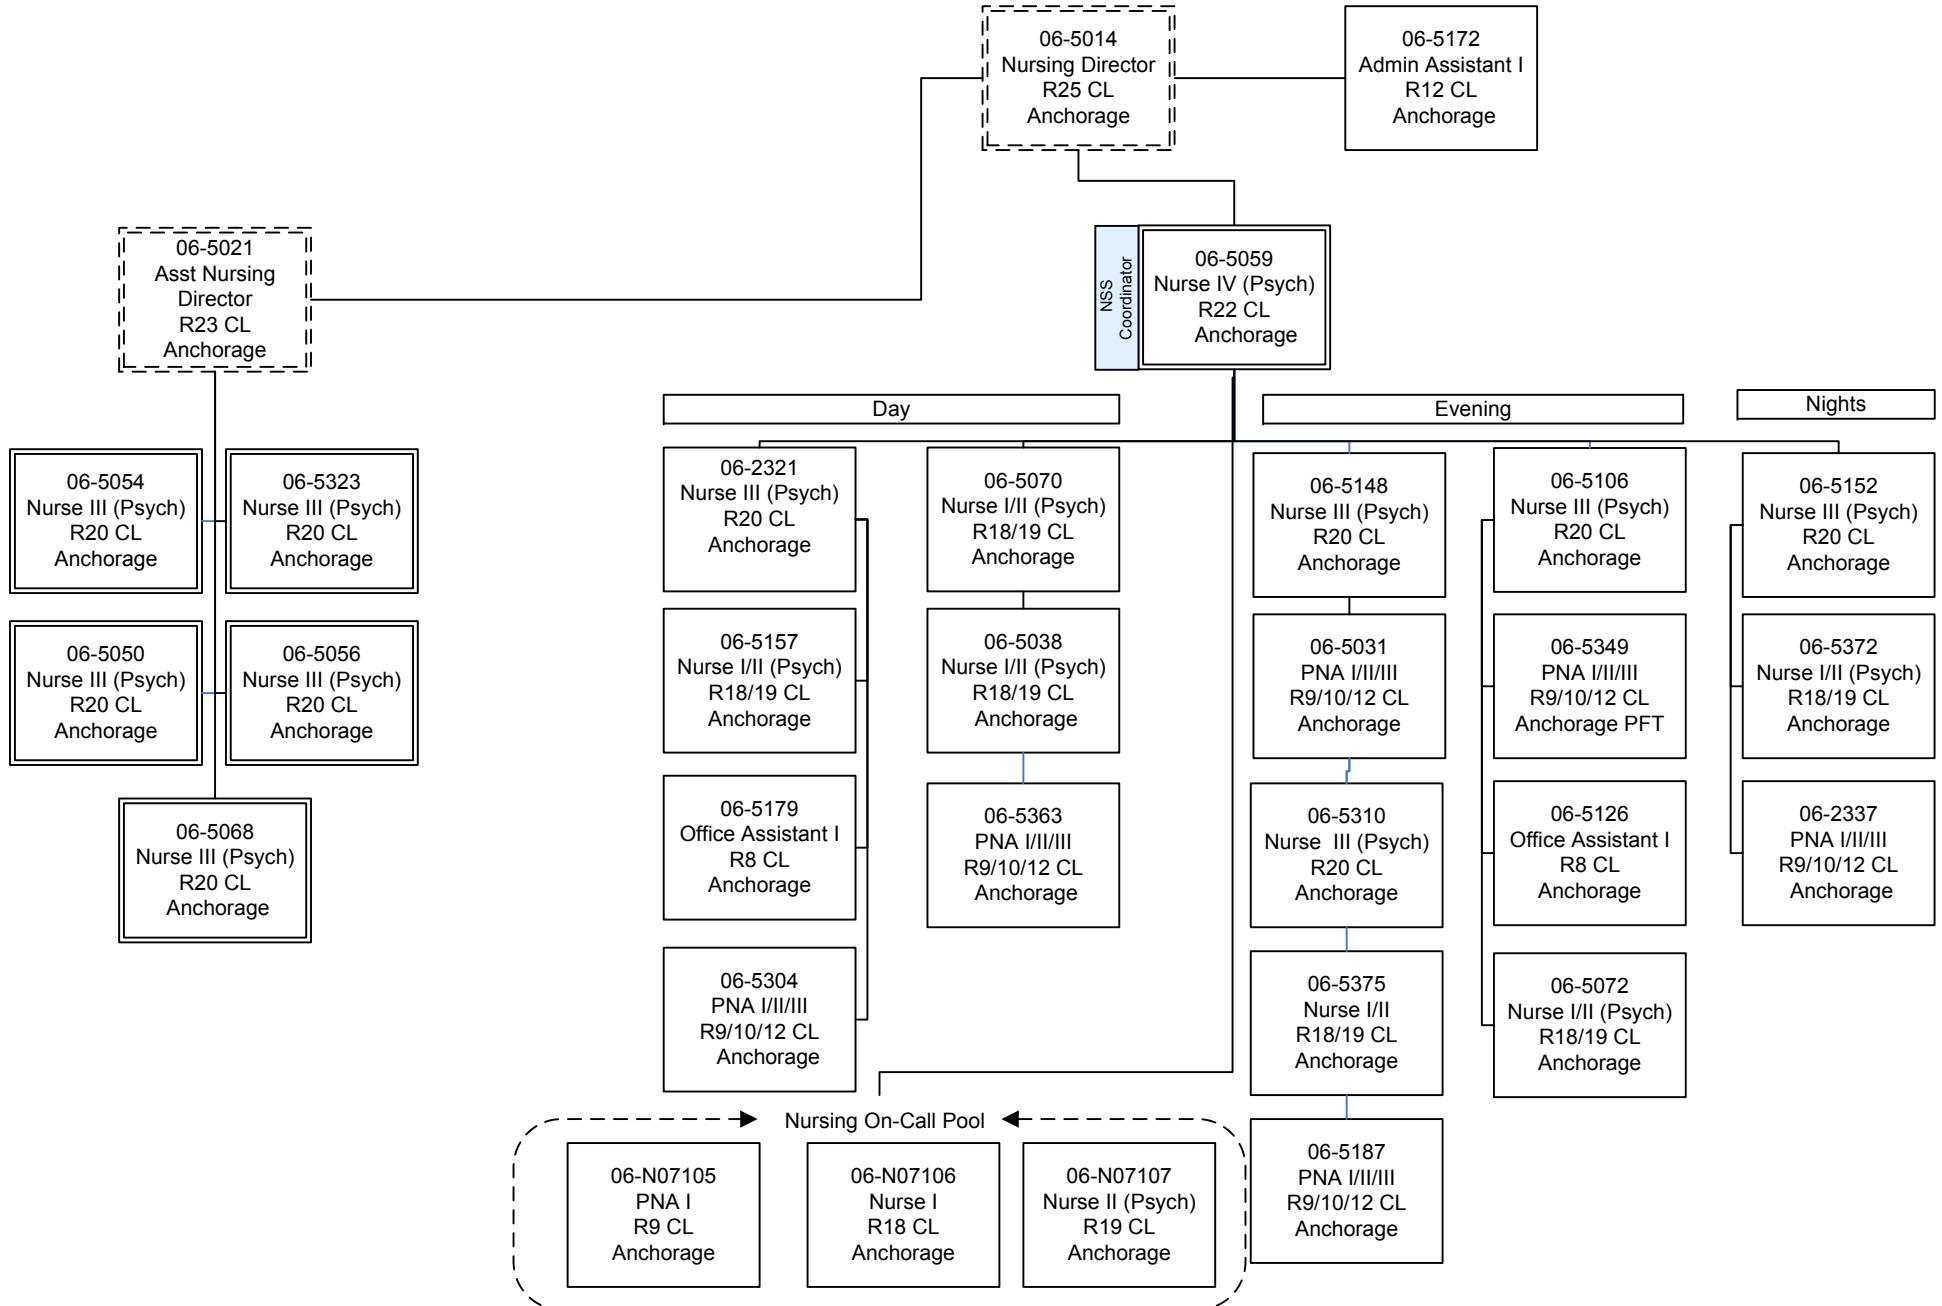 06-5014
Nursing Director
R25 CL
Anchorage
06-5172
Admin Assistant I
R12 CL
Anchorage
06-5021
Asst Nursing
Director
R23 CL
Anchorage
NSS
Coordinator
06-5059
Nurse IV (Psych)
R22 CL
Anchorage
Day
Evening
Nights
06-5054
Nurse III (Psych)
R20 CL
Anchorage
06-5323
Nurse III (Psych)
R20 CL
Anchorage
06-5050
Nurse III (Psych)
R20 CL
Anchorage
06-5056
Nurse III (Psych)
R20 CL
Anchorage
06-5068
Nurse III (Psych)
R20 CL
Anchorage
06-2321
Nurse III (Psych)
R20 CL
Anchorage
06-5157
Nurse I/II (Psych)
R18/19 CL
Anchorage
06-5179
Office Assistant I
R8 CL
Anchorage
06-5304
PNA I/II/III
R9/10/12 CL
Anchorage
06-5070
Nurse I/II (Psych)
R18/19 CL
Anchorage
06-5038
Nurse I/II (Psych)
R18/19 CL
Anchorage
06-5363
PNA I/II/III
R9/10/12 CL
Anchorage
06-5148
Nurse III (Psych)
R20 CL
Anchorage
06-5031
PNA I/II/III
R9/10/12 CL
Anchorage
06-5310
Nurse  III (Psych)
R20 CL
Anchorage
06-5375
Nurse I/II
R18/19 CL
Anchorage
06-5187
PNA I/II/III
R9/10/12 CL
Anchorage
06-5106
Nurse III (Psych)
R20 CL
Anchorage
06-5349
PNA I/II/III
R9/10/12 CL
Anchorage PFT
06-5126
Office Assistant I
R8 CL
Anchorage
06-5072
Nurse I/II (Psych)
R18/19 CL
Anchorage
06-5152
Nurse III (Psych)
R20 CL
Anchorage
06-5372
Nurse I/II (Psych)
R18/19 CL
Anchorage
06-2337
PNA I/II/III
R9/10/12 CL
Anchorage
Nursing On-Call Pool
06-N07105
PNA I
R9 CL
Anchorage
06-N07106
Nurse I
R18 CL
Anchorage
06-N07107
Nurse II (Psych)
R19 CL
Anchorage